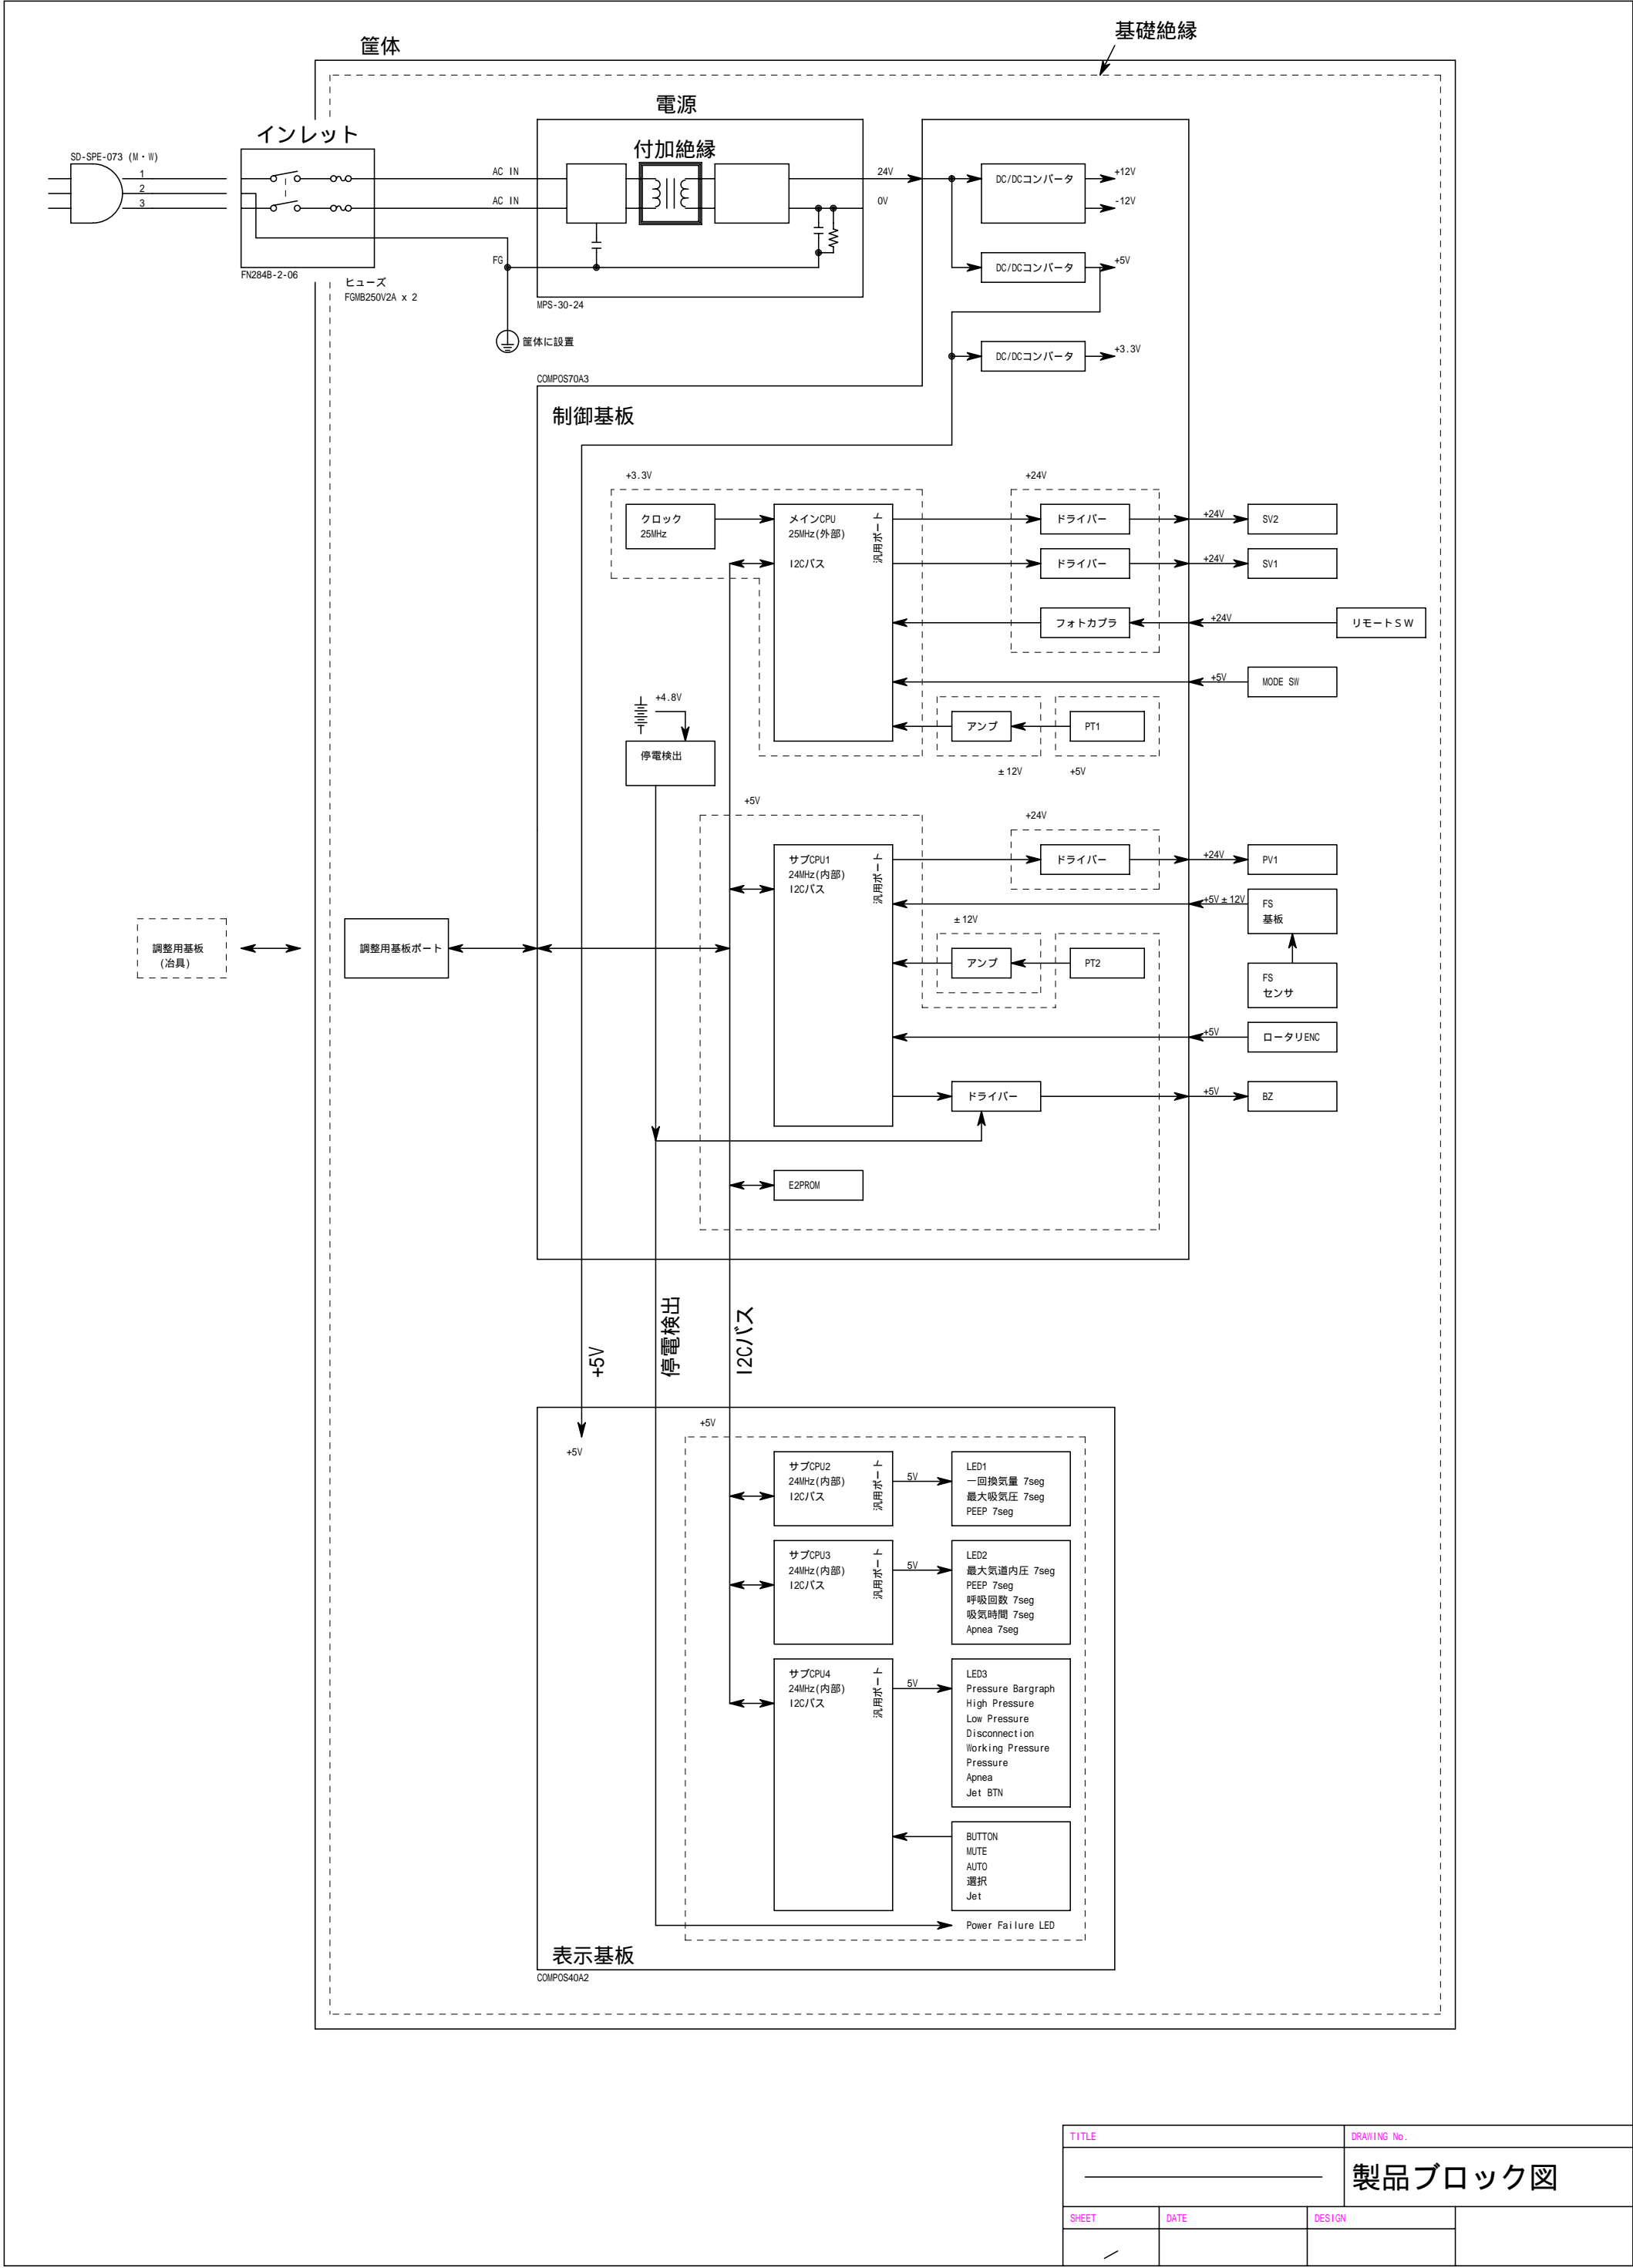 基礎絶縁
筐体
電源
インレット
付加絶縁
SD-SPE-073 (M・W)
1
2
3
AC IN
AC IN
24V
0V
DC/DCコンバータ
+12V
-12V
FG
DC/DCコンバータ
+5V
FN284B-2-06
ヒューズ
FGMB250V2A x 2
MPS-30-24
筐体に設置
DC/DCコンバータ
+3.3V
COMPOS70A3
制御基板
+3.3V
+24V
クロック
25MHz
メインCPU
25MHz(外部)
I2Cバス
汎用ポート
ドライバー
+24V
SV2
ドライバー
+24V
SV1
フォトカプラ
+24V
リモートＳＷ
+5V
MODE SW
+4.8V
停電検出
アンプ
PT1
±12V
+5V
+5V
+24V
サブCPU1
24MHz(内部)
I2Cバス
汎用ポート
ドライバー
+24V
PV1
+5V±12V
FS
基板
±12V
調整用基板
(冶具)
調整用基板ポート
アンプ
PT2
FS
センサ
+5V
ロータリENC
ドライバー
+5V
BZ
E2PROM
+5V
停電検出
I2Cバス
+5V
+5V
サブCPU2
24MHz(内部)
I2Cバス
汎用ポート
5V
LED1
一回換気量 7seg
最大吸気圧 7seg
PEEP 7seg
サブCPU3
24MHz(内部)
I2Cバス
汎用ポート
5V
LED2
最大気道内圧 7seg
PEEP 7seg
呼吸回数 7seg
吸気時間 7seg
Apnea 7seg
サブCPU4
24MHz(内部)
I2Cバス
汎用ポート
5V
LED3
Pressure Bargraph
High Pressure
Low Pressure
Disconnection
Working Pressure
Pressure
Apnea
Jet BTN
BUTTON
MUTE
AUTO
選択
Jet
Power Failure LED
表示基板
COMPOS40A2
TITLE
DRAWING No.
製品ブロック図
SHEET
DATE
DESIGN